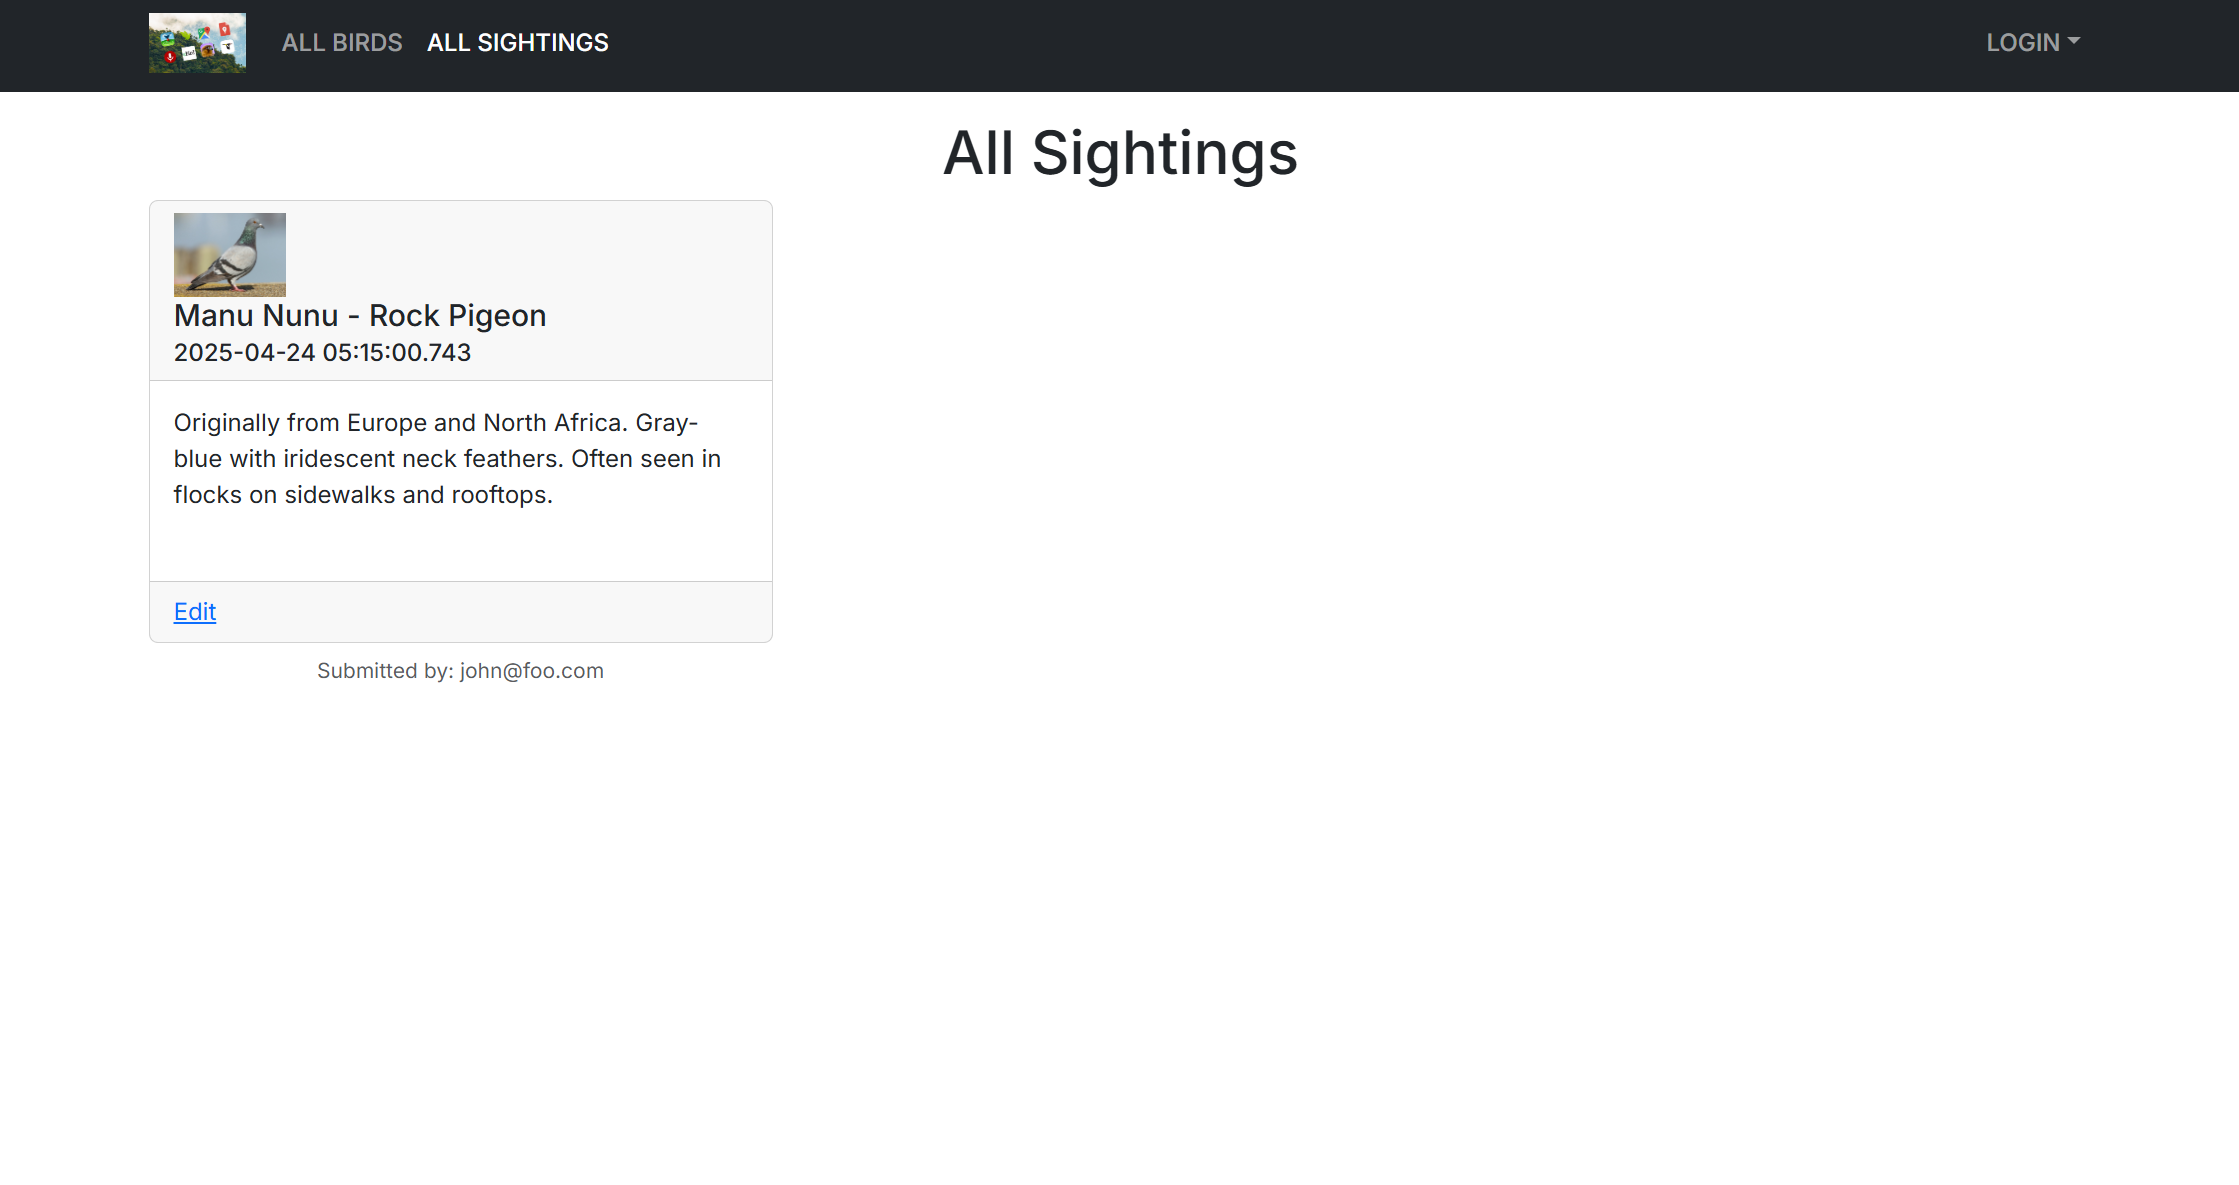 ALL BIRDS ALL SIGHTINGS LOGIN
All Sightings
Manu Nunu - Rock Pigeon
2025-04-24 05:15:00.743
Originally from Europe and North Africa. Gray-
blue with iridescent neck feathers. Often seen in
flocks on sidewalks and rooftops.
Edit
Submitted by: john@foo.com